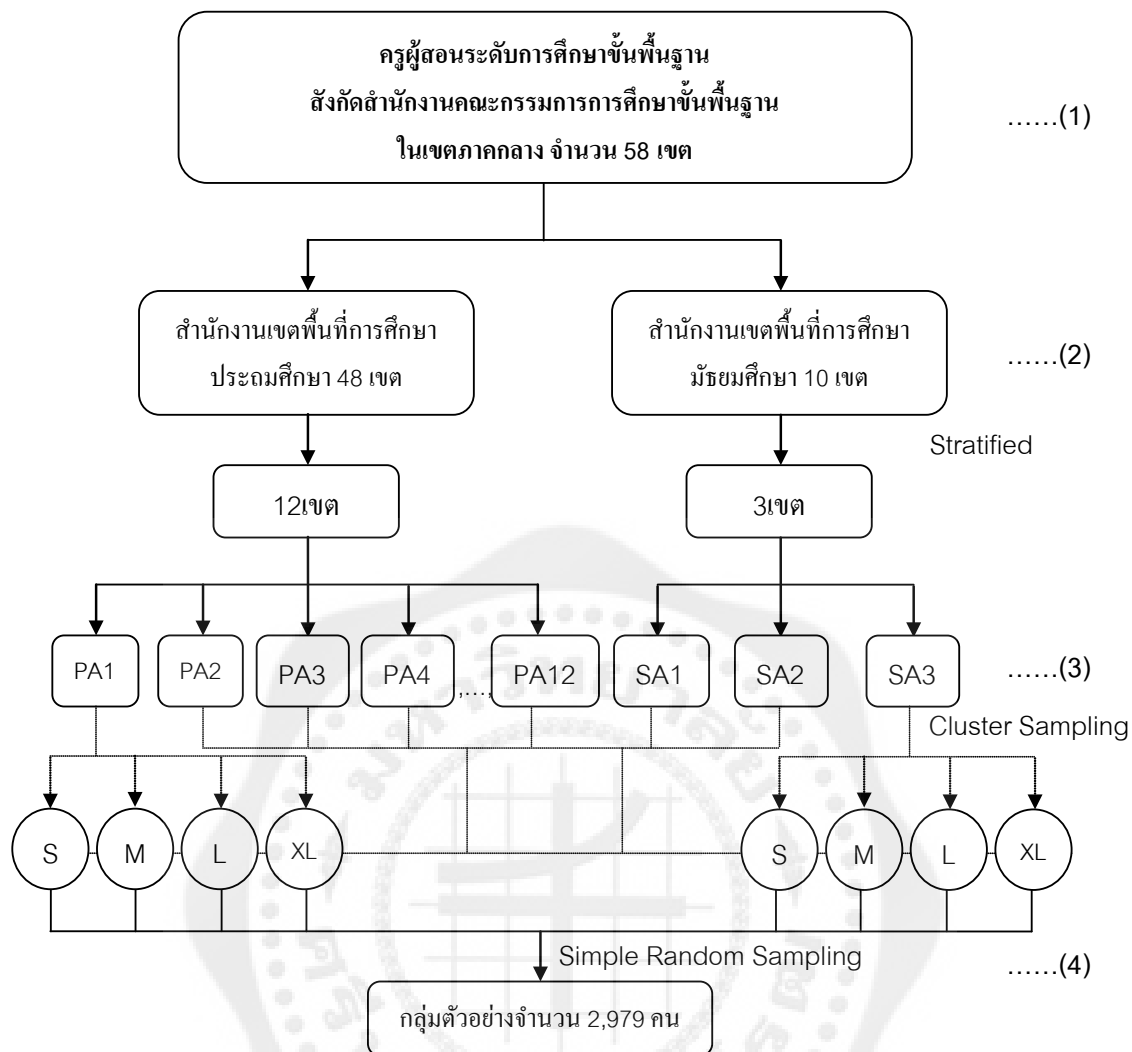 ครูผู้สอนระดับการศึกษาขั้นพื้นฐาน
สังกัดสำนักงานคณะกรรมการการศึกษาขั้นพื้นฐาน
ในเขตภาคกลาง จำนวน 58 เขต
……(1)
สำนักงานเขตพื้นที่การศึกษา
ประถมศึกษา 48 เขต
สำนักงานเขตพื้นที่การศึกษา
มัธยมศึกษา 10 เขต
……(2)
Stratified
12เขต
3เขต
PA1 PA2 PA3 PA4 ,…, PA12 SA1 SA2 SA3
……(3)
Cluster Sampling
S M L XL S M L XL
Simple Random Sampling
……(4)
กลุ่มตัวอย่างจำนวน 2,979 คน